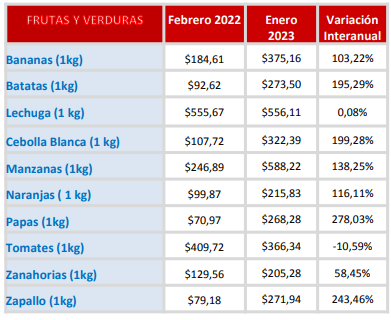 FRUTAS Y VERDURAS Febrero 2022 Enero 2023 Variación Interanual
Bananas (1kg) $184,61 $375,16 103,22%
Batatas (1kg) $92,62 $273,50 195,29%
Lechuga (1 kg) $555,67 $556,11 0,08%
Cebolla Blanca (1 kg) $107,72 $322,39 199,28%
Manzanas (1kg) $246,89 $588,22 138,25%
Naranjas ( 1 kg) $99,87 $215,83 116,11%
Papas (1kg) $70,97 $268,28 278,03%
Tomates (1kg) $409,72 $366,34 -10,59%
Zanahorias (1kg) $129,56 $205,28 58,45%
Zapallo (1kg) $79,18 $271,94 243,46%